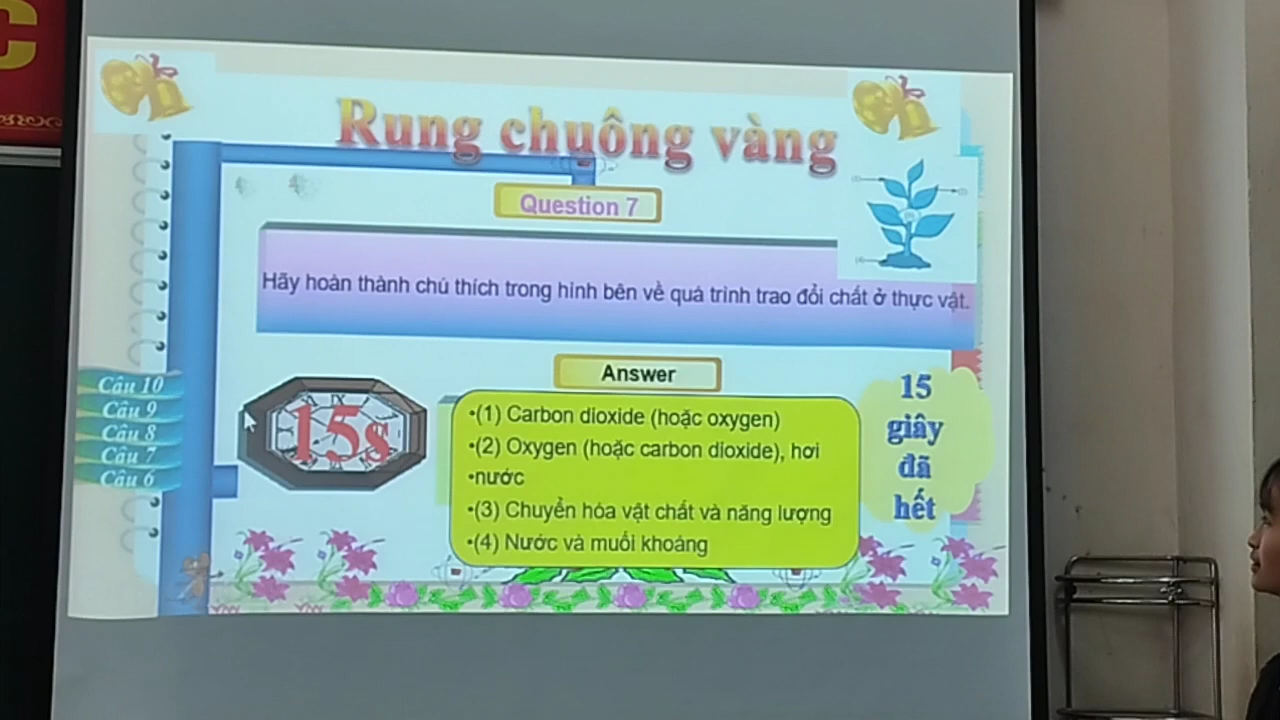 C
Rung chuông vàng
Question 7
Hãy hoàn thành chú thích trong hình bên về quá trình trao đổi chất ở thực vật.
Answer
•(1) Carbon dioxide (hoặc oxygen)
•(2) Oxygen (hoặc carbon dioxide), hơi
•nước
•(3) Chuyển hóa vật chất và năng lượng
•(4) Nước và muối khoáng
15s
15
giây
đã
hết
Câu 10
Câu 9
Câu 8
Câu 7
Câu 6